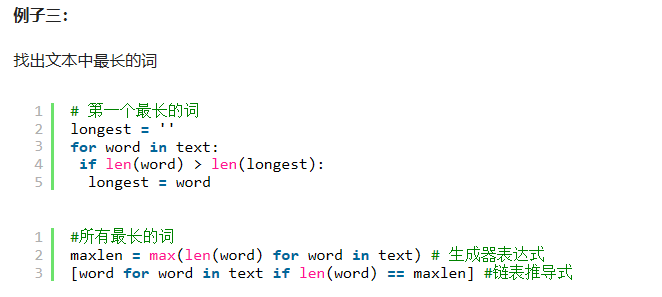 例子三：
找出文本中最长的词
1 # 第一个最长的词
2 longest = ''
3 for word in text:
4  if len(word) > len(longest):
5   longest = word
1 #所有最长的词
2 maxlen = max(len(word) for word in text) # 生成器表达式
3 [word for word in text if len(word) == maxlen] #链表推导式